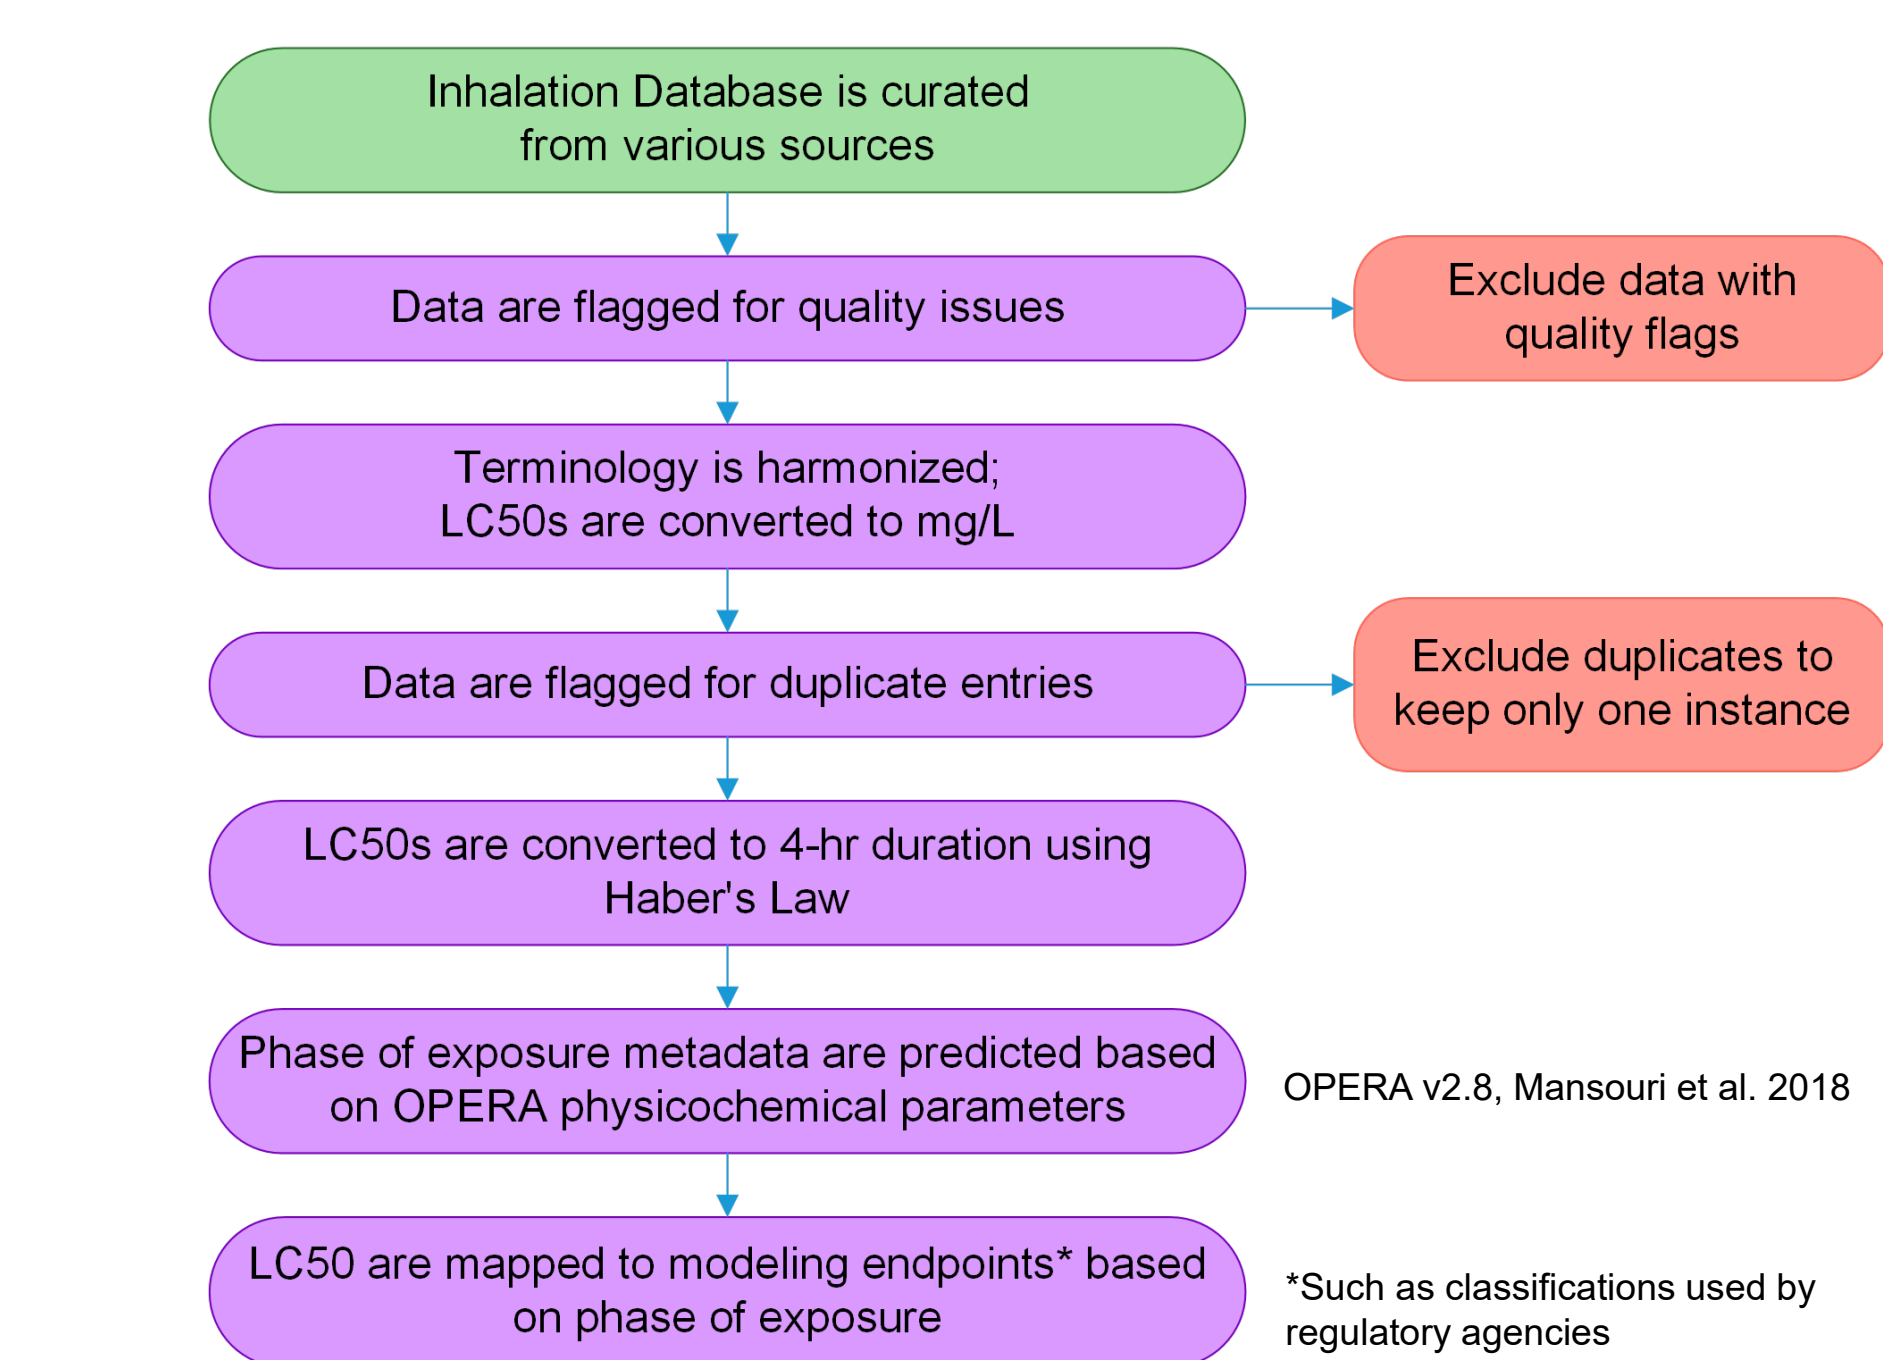 Inhalation Database is curated
from various sources
Data are flagged for quality issues
Exclude data with
quality flags
Terminology is harmonized;
LC50s are converted to mg/L
Data are flagged for duplicate entries
Exclude duplicates to
keep only one instance
LC50s are converted to 4-hr duration using
Haber's Law
Phase of exposure metadata are predicted based
on OPERA physicochemical parameters
OPERA v2.8, Mansouri et al. 2018
LC50 are mapped to modeling endpoints* based
on phase of exposure
*Such as classifications used by
regulatory agencies